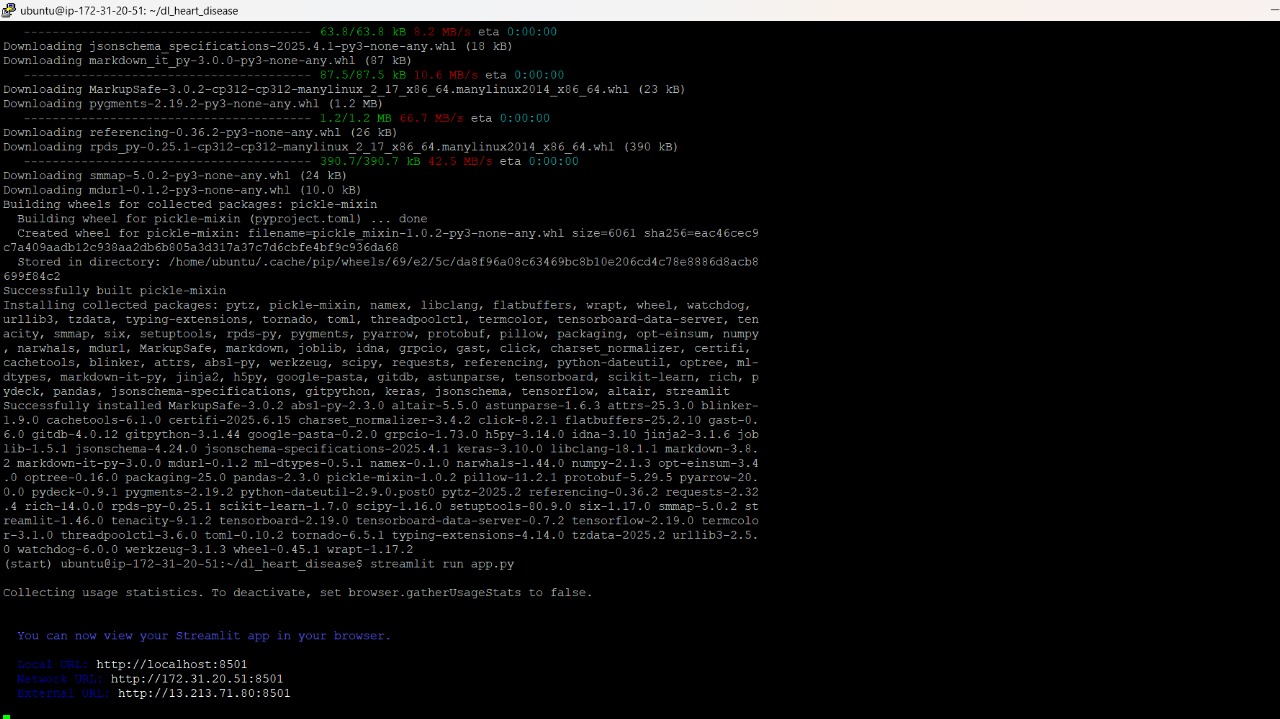 ubuntu@ip-172-31-20-51: ~/dl_heart_disease
---------------------------------------- 63.8/63.8 kB 8.2 MB/s eta 0:00:00
Downloading jsonschema_specifications-2025.4.1-py3-none-any.whl (18 kB)
Downloading markdown_it_py-3.0.0-py3-none-any.whl (87 kB)
---------------------------------------- 87.5/87.5 kB 10.6 MB/s eta 0:00:00
Downloading MarkupSafe-3.0.2-cp312-cp312-manylinux_2_17_x86_64.manylinux2014_x86_64.whl (23 kB)
Downloading pygments-2.19.2-py3-none-any.whl (1.2 MB)
---------------------------------------- 1.2/1.2 MB 66.7 MB/s eta 0:00:00
Downloading referencing-0.36.2-py3-none-any.whl (26 kB)
Downloading rpds_py-0.25.1-cp312-cp312-manylinux_2_17_x86_64.manylinux2014_x86_64.whl (390 kB)
---------------------------------------- 390.7/390.7 kB 42.5 MB/s eta 0:00:00
Downloading smmap-5.0.2-py3-none-any.whl (24 kB)
Downloading mdurl-0.1.2-py3-none-any.whl (10.0 kB)
Building wheels for collected packages: pickle-mixin
Building wheel for pickle-mixin (pyproject.toml) ... done
Created wheel for pickle-mixin: filename=pickle_mixin-1.0.2-py3-none-any.whl size=6061 sha256=eac46cec9
c7a409aadb12c938aa2db6b805a3d317a37c7d6cbfe4bf9c936da68
Stored in directory: /home/ubuntu/.cache/pip/wheels/69/e2/5c/da8f96a08c63469bc8b10e206cd4c78e8886d8acb8
699f84c2
Successfully built pickle-mixin
Installing collected packages: pytz, pickle-mixin, namex, libclang, flatbuffers, wrapt, wheel, watchdog,
urllib3, tzdata, typing-extensions, tornado, toml, threadpoolctl, termcolor, tensorboard-data-server, ten
acity, smmap, six, setuptools, rpds-py, pygments, pyarrow, protobuf, pillow, packaging, opt-einsum, numpy
, narwhals, mdurl, MarkupSafe, markdown, joblib, idna, grpcio, gast, click, charset_normalizer, certifi,
cachetools, blinker, attrs, absl-py, werkzeug, scipy, requests, referencing, python-dateutil, optree, ml-
dtypes, markdown-it-py, jinja2, h5py, google-pasta, gitdb, astunparse, tensorboard, scikit-learn, rich, p
ydeck, pandas, jsonschema-specifications, gitpython, keras, jsonschema, tensorflow, altair, streamlit
Successfully installed MarkupSafe-3.0.2 absl-py-2.3.0 altair-5.5.0 astunparse-1.6.3 attrs-25.3.0 blinker-
1.9.0 cachetools-6.1.0 certifi-2025.6.15 charset_normalizer-3.4.2 click-8.2.1 flatbuffers-25.2.10 gast-0.
6.0 gitdb-4.0.12 gitpython-3.1.44 google-pasta-0.2.0 grpcio-1.73.0 h5py-3.14.0 idna-3.10 jinja2-3.1.6 job
lib-1.5.1 jsonschema-4.24.0 jsonschema-specifications-2025.4.1 keras-3.10.0 libclang-18.1.1 markdown-3.8.
2 markdown-it-py-3.0.0 mdurl-0.1.2 ml-dtypes-0.5.1 namex-0.1.0 narwhals-1.44.0 numpy-2.1.3 opt-einsum-3.4
.0 optree-0.16.0 packaging-25.0 pandas-2.3.0 pickle-mixin-1.0.2 pillow-11.2.1 protobuf-5.29.5 pyarrow-20.
0.0 pydeck-0.9.1 pygments-2.19.2 python-dateutil-2.9.0.post0 pytz-2025.2 referencing-0.36.2 requests-2.32
.4 rich-14.0.0 rpds-py-0.25.1 scikit-learn-1.7.0 scipy-1.16.0 setuptools-80.9.0 six-1.17.0 smmap-5.0.2 st
reamlit-1.46.0 tenacity-9.1.2 tensorboard-2.19.0 tensorboard-data-server-0.7.2 tensorflow-2.19.0 termcolo
r-3.1.0 threadpoolctl-3.6.0 toml-0.10.2 tornado-6.5.1 typing-extensions-4.14.0 tzdata-2025.2 urllib3-2.5.
0 watchdog-6.0.0 werkzeug-3.1.3 wheel-0.45.1 wrapt-1.17.2
(start) ubuntu@ip-172-31-20-51:~/dl_heart_disease$ streamlit run app.py
Collecting usage statistics. To deactivate, set browser.gatherUsageStats to false.
You can now view your Streamlit app in your browser.
Local URL: http://localhost:8501
Network URL: http://172.31.20.51:8501
External URL: http://13.213.71.80:8501